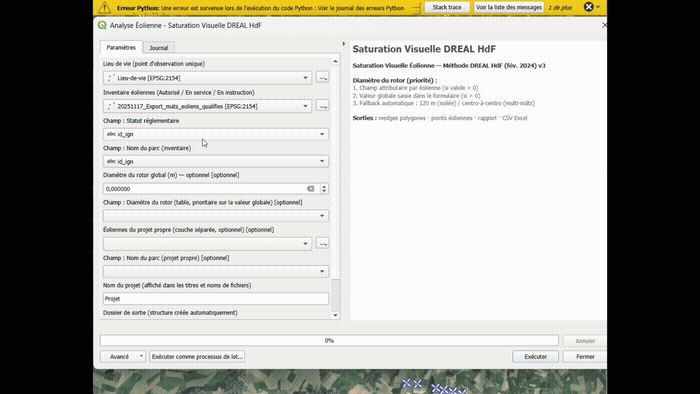 Erreur Python: Une erreur est survenue lors de l'exécution du code Python : Voir le journal des erreurs Python
Stack trace
Voir la liste des messages
1 de plus
Analyse Éolienne - Saturation Visuelle DREAL HdF
Paramètres
Journal
Lieu de vie (point d'observation unique)
Lieu-de-vie [EPSG:2154]
Inventaire éoliennes (Autorisé / En service / En instruction)
20251117_Export_mats_eoliens_qualifies [EPSG:2154]
Champ : Statut réglementaire
abc id_ign
Champ : Nom du parc (inventaire)
abc id_ign
Diamètre du rotor global (m) — optionnel [optionnel]
0,000000
Champ : Diamètre du rotor (table, prioritaire sur la valeur globale) [optionnel]
Éoliennes du projet propre (couche séparée, optionnel) [optionnel]
Champ : Nom du parc (projet propre) [optionnel]
Nom du projet (affiché dans les titres et noms de fichiers)
Projet
Dossier de sortie (structure créée automatiquement)
Saturation Visuelle DREAL HdF
Saturation Visuelle Éolienne — Méthode DREAL HdF (fév. 2024) v3
Diamètre du rotor (priorité) :
1. Champ attributaire par éolienne (si valide > 0)
2. Valeur globale saisie dans le formulaire (si > 0)
3. Fallback automatique : 120 m (isolée) / centro-à-centro (multi-mâts)
Sorties : wedges polygones · points éoliennes · rapport · CSV Excel
0%
Annuler
Avancé
Exécuter comme processus de lot...
Exécuter
Fermer